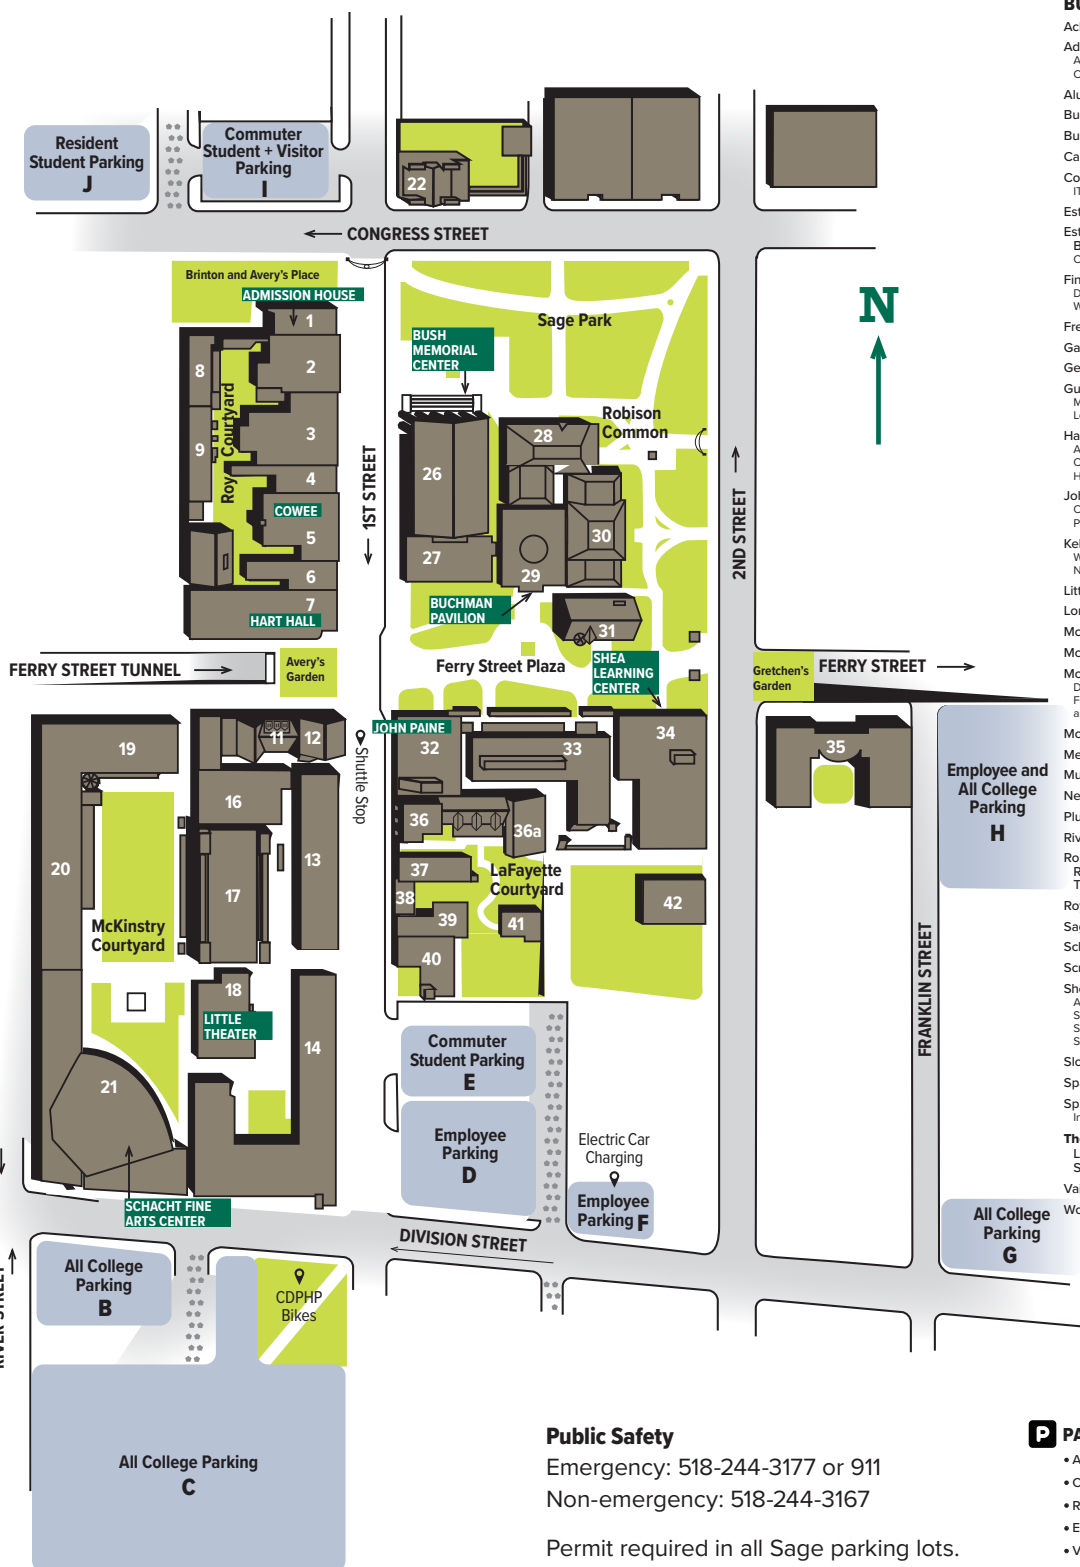 Resident
Student Parking
J
Commuter
Student + Visitor
Parking
I
22
CONGRESS STREET
Brinton and Avery's Place
ADMISSION HOUSE
1
2
3
4
COWEE
5
6
7
HART HALL
8
9
Roy Courtyard
1ST STREET
Sage Park
BUSH
MEMORIAL
CENTER
Robison
Common
26
27
28
29
30
31
BUCHMAN
PAVILION
Ferry Street Plaza
SHEA
LEARNING
CENTER
2ND STREET
N
FERRY STREET TUNNEL
Avery's
Garden
Gretchen's
Garden
FERRY STREET
JOHN PAINE
Shuttle Stop
11
12
13
14
16
17
18
19
20
21
LITTLE
THEATER
McKinstry
Courtyard
SCHACHT FINE
ARTS CENTER
32
33
34
35
36
36a
37
38
39
40
41
42
LaFayette
Courtyard
Employee and
All College
Parking
H
FRANKLIN STREET
Commuter
Student Parking
E
Employee
Parking
D
Electric Car
Charging
Employee
Parking F
DIVISION STREET
All College
Parking
G
All College
Parking
B
CDPHP
Bikes
All College Parking
C
Public Safety
Emergency: 518-244-3177 or 911
Non-emergency: 518-244-3167
Permit required in all Sage parking lots.
P